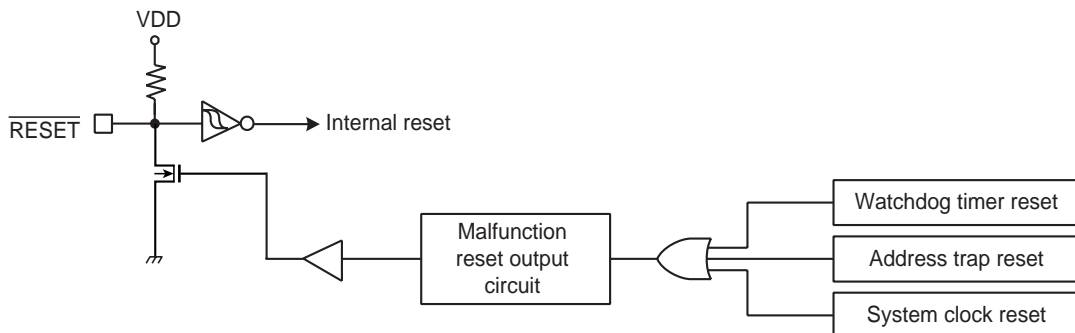 VDD
RESET
Internal reset
Watchdog timer reset
Malfunction
reset output
circuit
Address trap reset
System clock reset